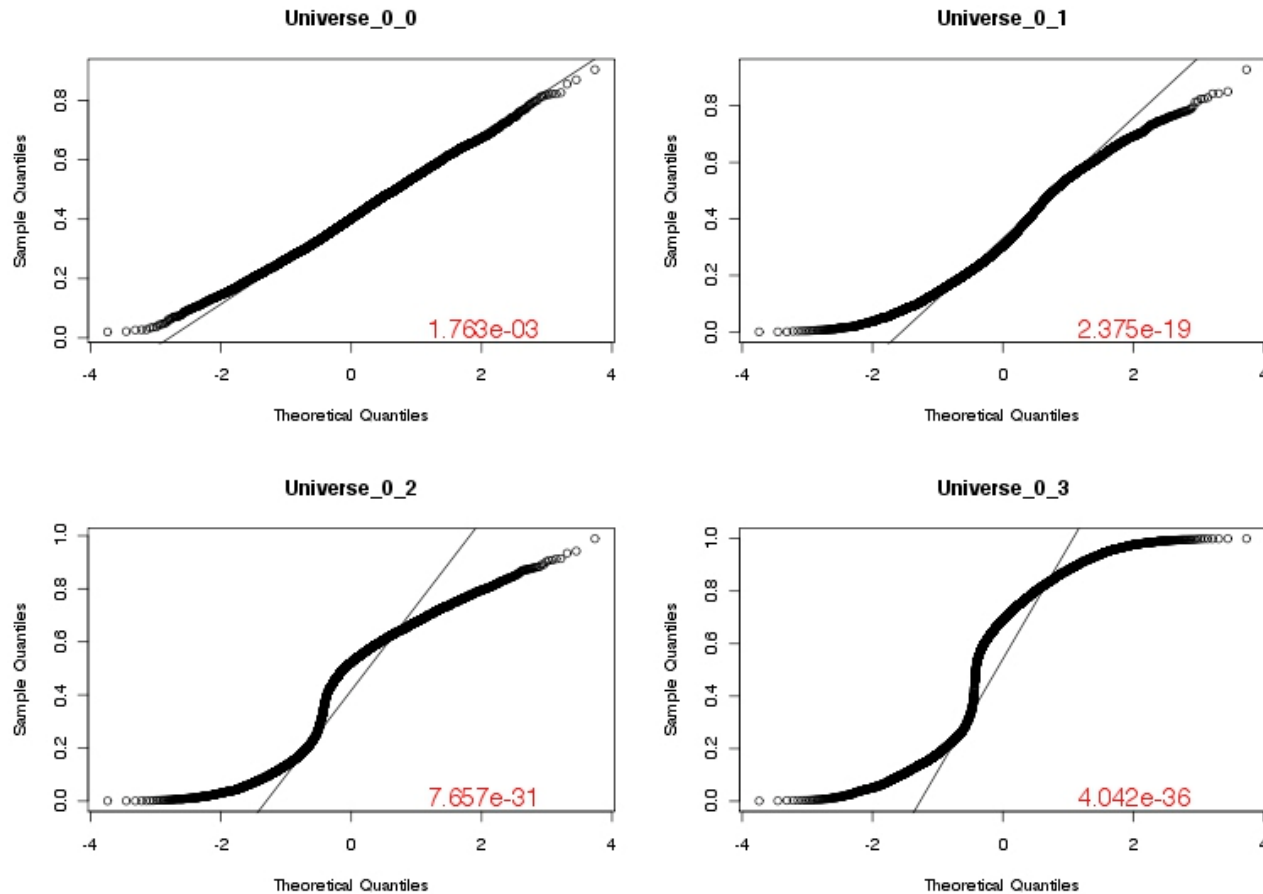 Universe_0_0
Sample Quantiles
0.8
0.6
0.4
0.2
0.0
1.763e-03
-4 -2 0 2 4
Theoretical Quantiles
Universe_0_1
Sample Quantiles
0.8
0.6
0.4
0.2
0.0
2.375e-19
-4 -2 0 2 4
Theoretical Quantiles
Universe_0_2
Sample Quantiles
1.0
0.8
0.6
0.4
0.2
0.0
7.657e-31
-4 -2 0 2 4
Theoretical Quantiles
Universe_0_3
Sample Quantiles
1.0
0.8
0.6
0.4
0.2
0.0
4.042e-36
-4 -2 0 2 4
Theoretical Quantiles